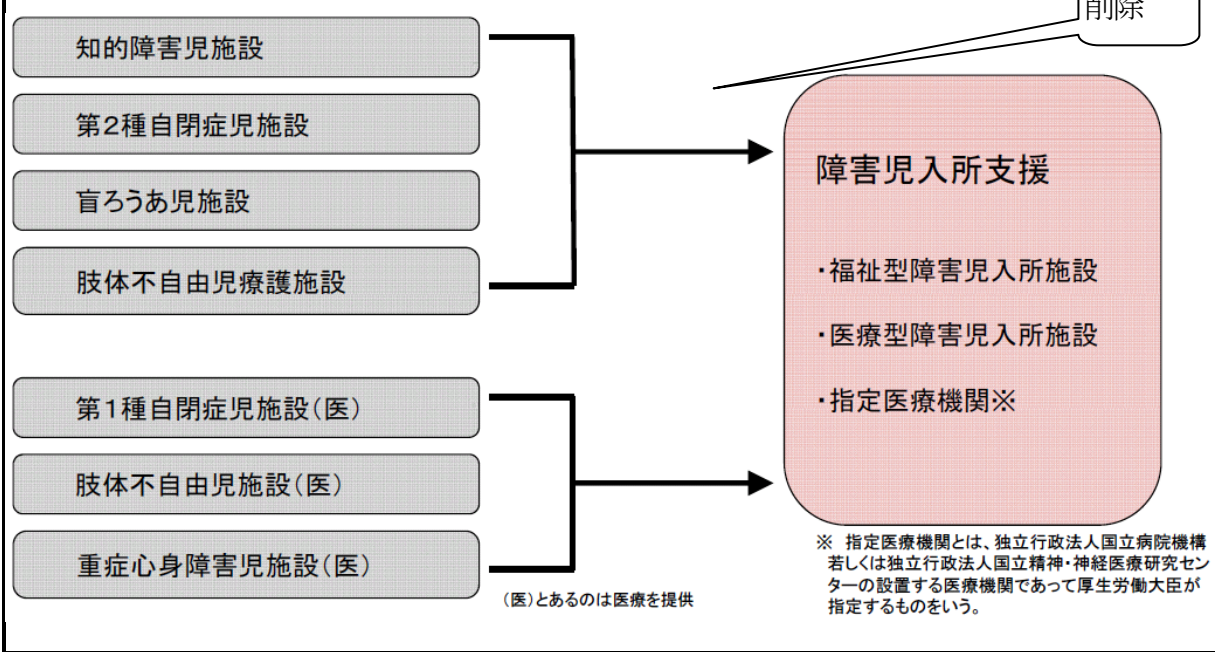 削除
知的障害児施設
第2種自閉症児施設
盲ろうあ児施設
肢体不自由児療護施設
第1種自閉症児施設(医)
肢体不自由児施設(医)
重症心身障害児施設(医)
(医)とあるのは医療を提供
障害児入所支援
・福祉型障害児入所施設
・医療型障害児入所施設
・指定医療機関※
※ 指定医療機関とは、独立行政法人国立病院機構
若しくは独立行政法人国立精神・神経医療研究セン
ターの設置する医療機関であって厚生労働大臣が
指定するものをいう。